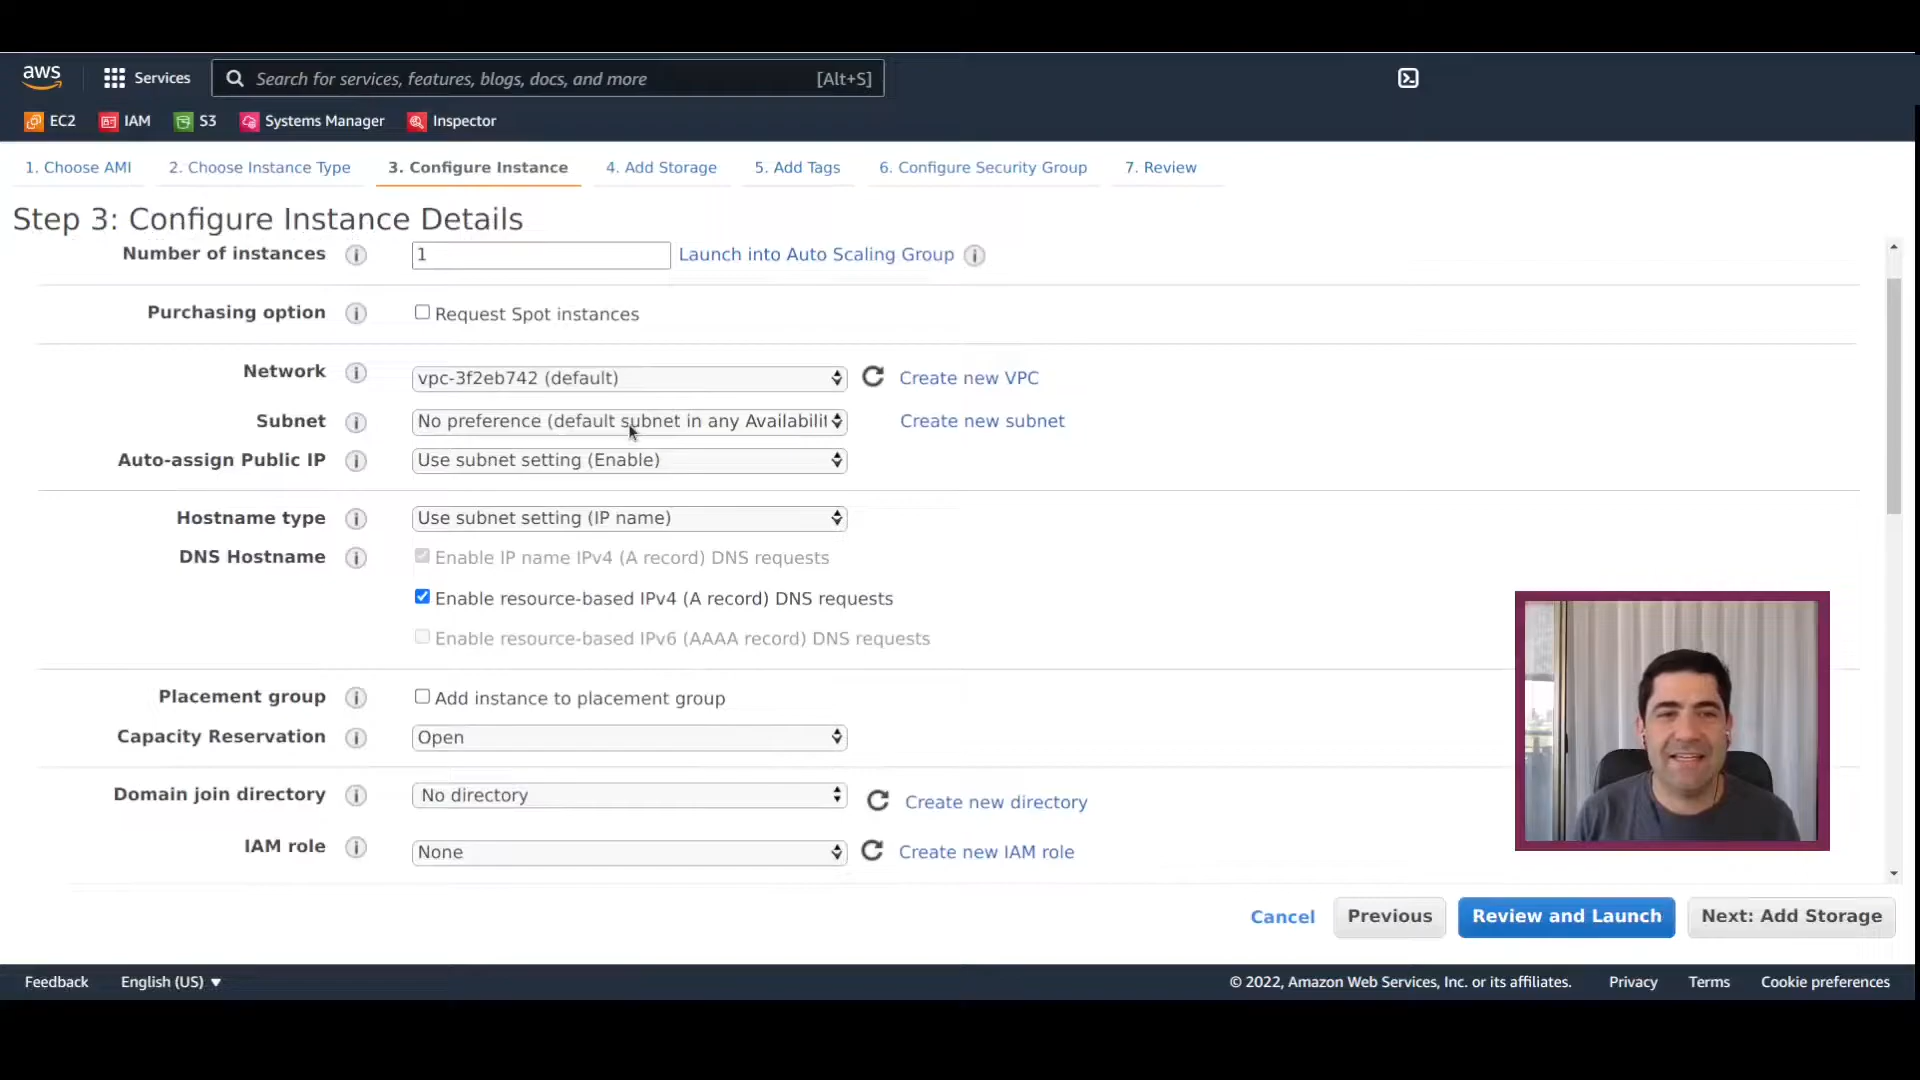 aws
Services
Search for services, features, blogs, docs, and more [Alt+S]
EC2 IAM S3 Systems Manager Inspector
1. Choose AMI 2. Choose Instance Type 3. Configure Instance 4. Add Storage 5. Add Tags 6. Configure Security Group 7. Review
Step 3: Configure Instance Details
Number of instances 1 Launch into Auto Scaling Group
Purchasing option Request Spot instances
Network vpc-3f2eb742 (default) Create new VPC
Subnet No preference (default subnet in any Availabilit Create new subnet
Auto-assign Public IP Use subnet setting (Enable)
Hostname type Use subnet setting (IP name)
DNS Hostname Enable IP name IPv4 (A record) DNS requests
Enable resource-based IPv4 (A record) DNS requests
Enable resource-based IPv6 (AAAA record) DNS requests
Placement group Add instance to placement group
Capacity Reservation Open
Domain join directory No directory Create new directory
IAM role None Create new IAM role
Cancel Previous Review and Launch Next: Add Storage
Feedback English (US) © 2022, Amazon Web Services, Inc. or its affiliates. Privacy Terms Cookie preferences